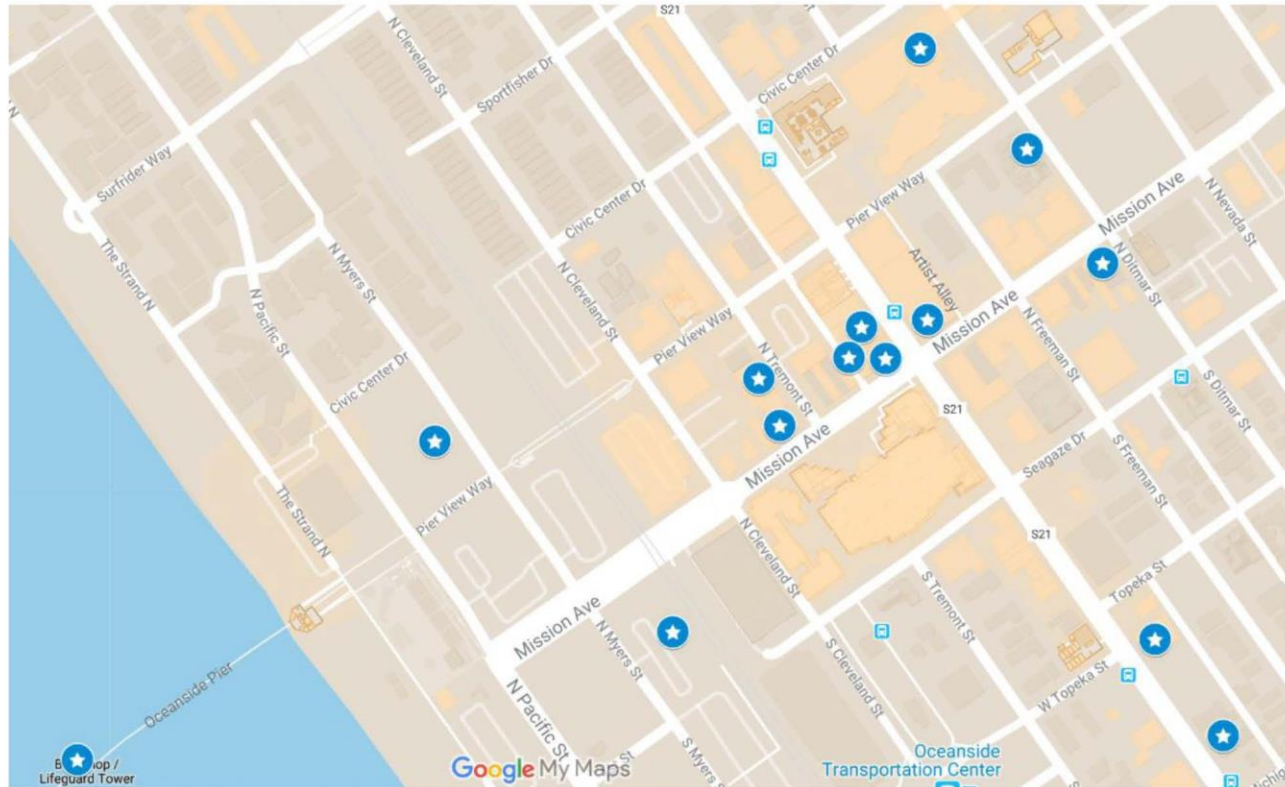 S21
N Cleveland St
Sportfisher Dr
Civic Center Dr
Surfrider Way
N
Pier View Way
Mission Ave
N Nevada St
Civic Center Dr
The Strand N
N Myers St
N Cleveland St
Artist Alley
N Ditmar St
N Pacific St
Mission Ave
N Freeman St
Pier View Way
N Tremont St
Civic Center Dr
S21
S Ditmar St
Mission Ave
Seagaze Dr
S Freeman St
Pier View Way
The Strand N
S21
N Cleveland St
Topeka St
S Tremont St
Mission Ave
N Myers St
S Cleveland St
W Topeka St
Oceanside Pier
N Pacific St
S Myers S
St
S
Lifeguard Tower
Google My Maps
Oceanside
Transportation Center